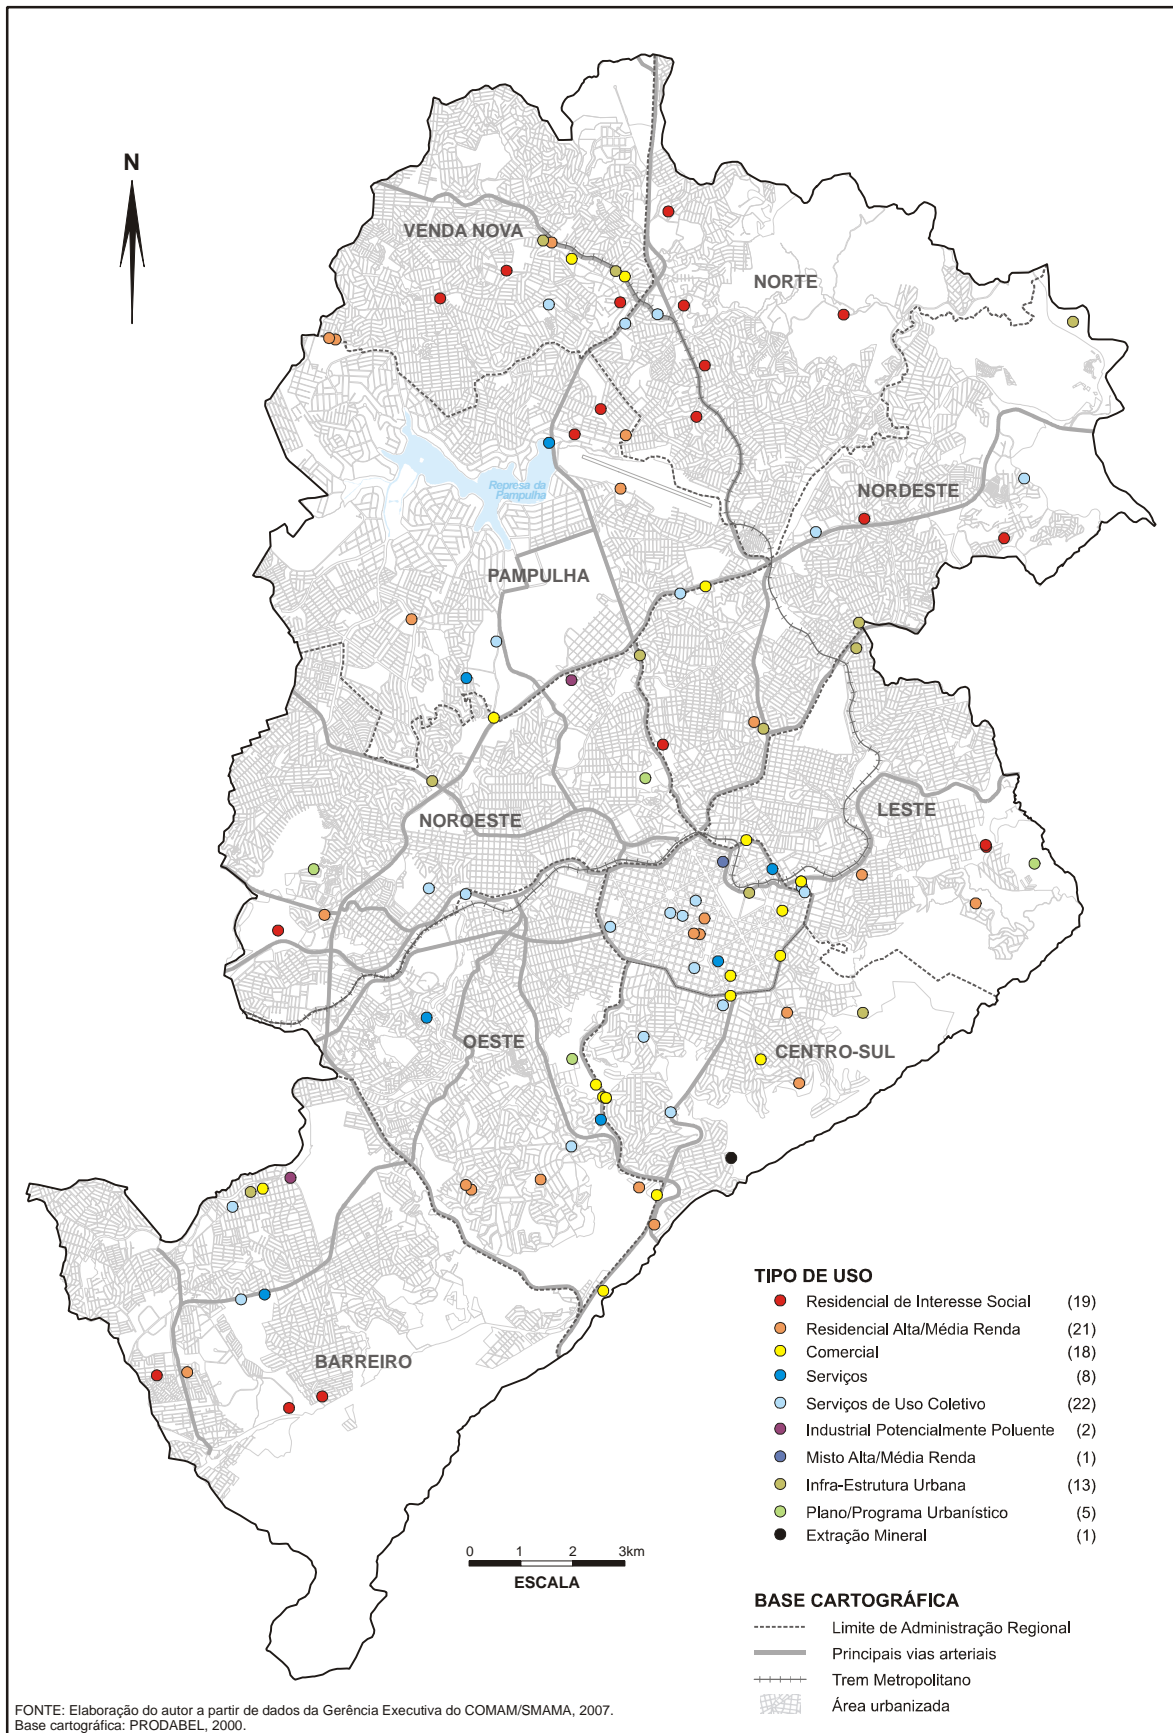 N
VENDA NOVA
NORTE
Represa da
Pampulha
NORDESTE
PAMPULHA
NOROESTE
LESTE
OESTE
CENTRO-SUL
BARREIRO
TIPO DE USO
Residencial de Interesse Social (19)
Residencial Alta/Média Renda (21)
Comercial (18)
Serviços (8)
Serviços de Uso Coletivo (22)
Industrial Potencialmente Poluente (2)
Misto Alta/Média Renda (1)
Infra-Estrutura Urbana (13)
Plano/Programa Urbanístico (5)
Extração Mineral (1)
0 1 2 3km
ESCALA
BASE CARTOGRÁFICA
Limite de Administração Regional
Principais vias arteriais
Trem Metropolitano
Área urbanizada
FONTE: Elaboração do autor a partir de dados da Gerência Executiva do COMAM/SMAMA, 2007.
Base cartográfica: PRODABEL, 2000.